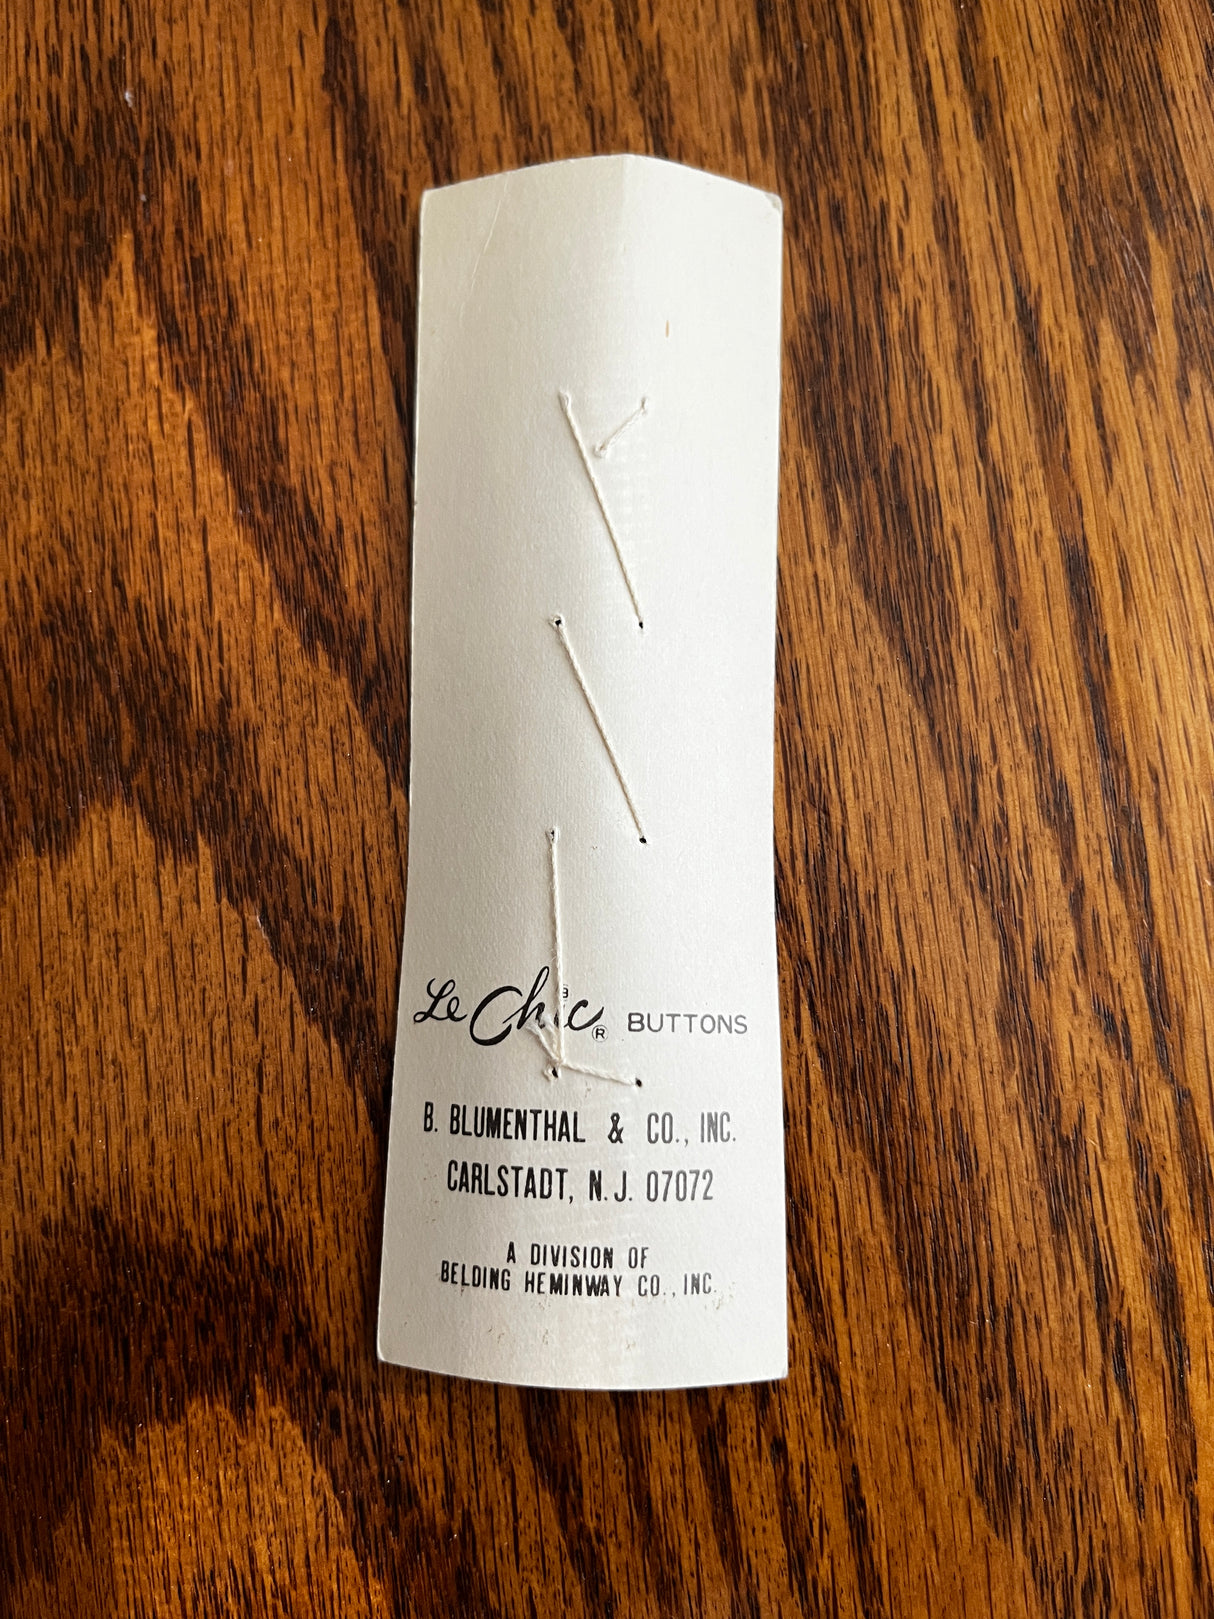 Le Chic® BUTTONS
B. BLUMENTHAL & CO., INC.
CARLSTADT, N.J. 07072
A DIVISION OF
BELDING HEMINWAY CO., INC.